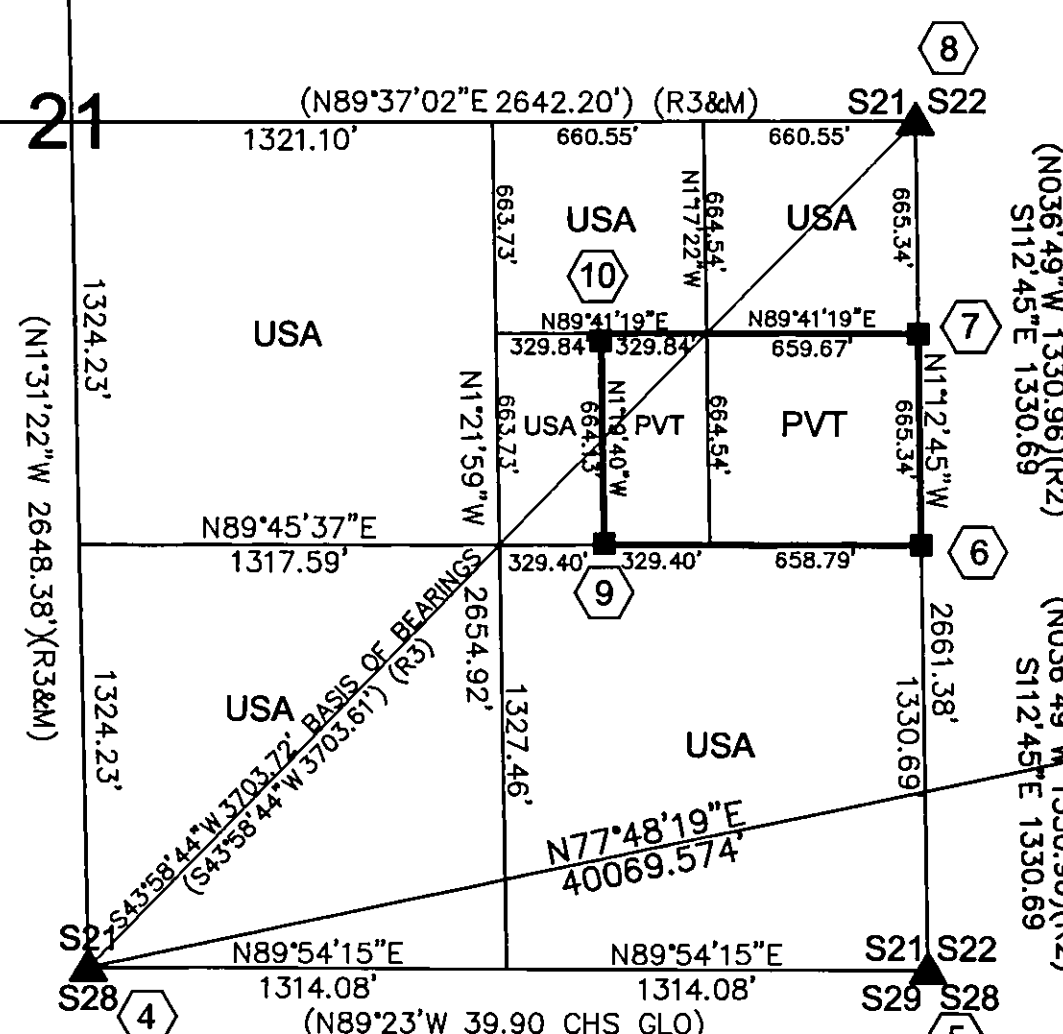 8
21
(N89°37'02"E 2642.20') (R3&M)
S21 S22
1321.10'
660.55'
660.55'
663.73'
USA
N1°17'22"W
664.54'
USA
665.34'
(N036'49"W 1330.96)(R2)
S112'45"E 1330.69
10
1324.23'
(N1°31'22"W 2648.38')(R3&M)
USA
N89°41'19"E
N89°41'19"E
7
329.84'
329.84'
659.67'
N1°21'59"W
663.73'
USA
664.13'
N1°19'40"W
PVT
664.54'
PVT
665.34'
N1°12'45"W
N89°45'37"E
1317.59'
329.40'
329.40'
658.79'
6
9
S43°58'44"W 3703.72' BASIS OF BEARINGS
(S43°58'44"W 3703.61') (R3)
2654.92'
2661.38'
1324.23'
USA
1327.46'
USA
1330.69
S112'45"E 1330.69
N77°48'19"E
40069.574'
S21
S28
4
N89°54'15"E
1314.08'
N89°54'15"E
1314.08'
S21 S22
S29 S28
(N89°23'W 39.90 CHS GLO)